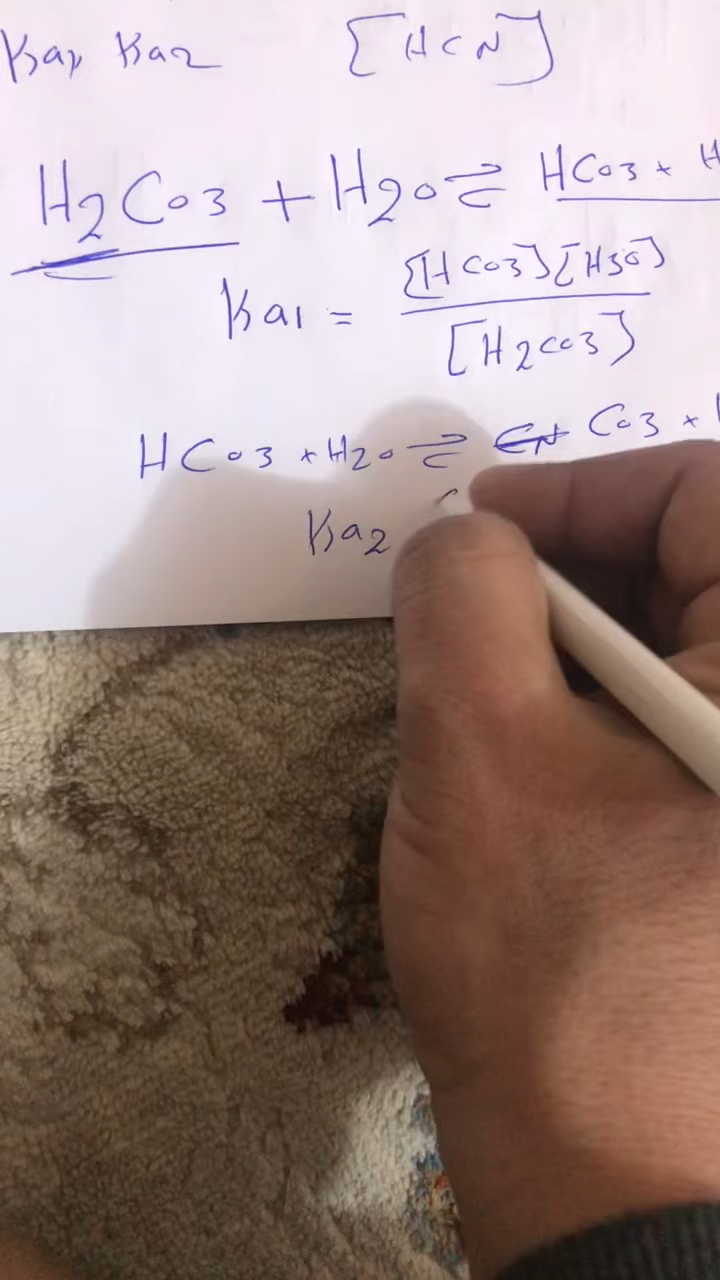 Ka1, Ka2 [HCN]
H2Co3 + H2o ⇌ HCo3 + H
Ka1 = [HCo3][H3o] / [H2co3]
HCo3 + H2o ⇌ Co3 +
Ka2